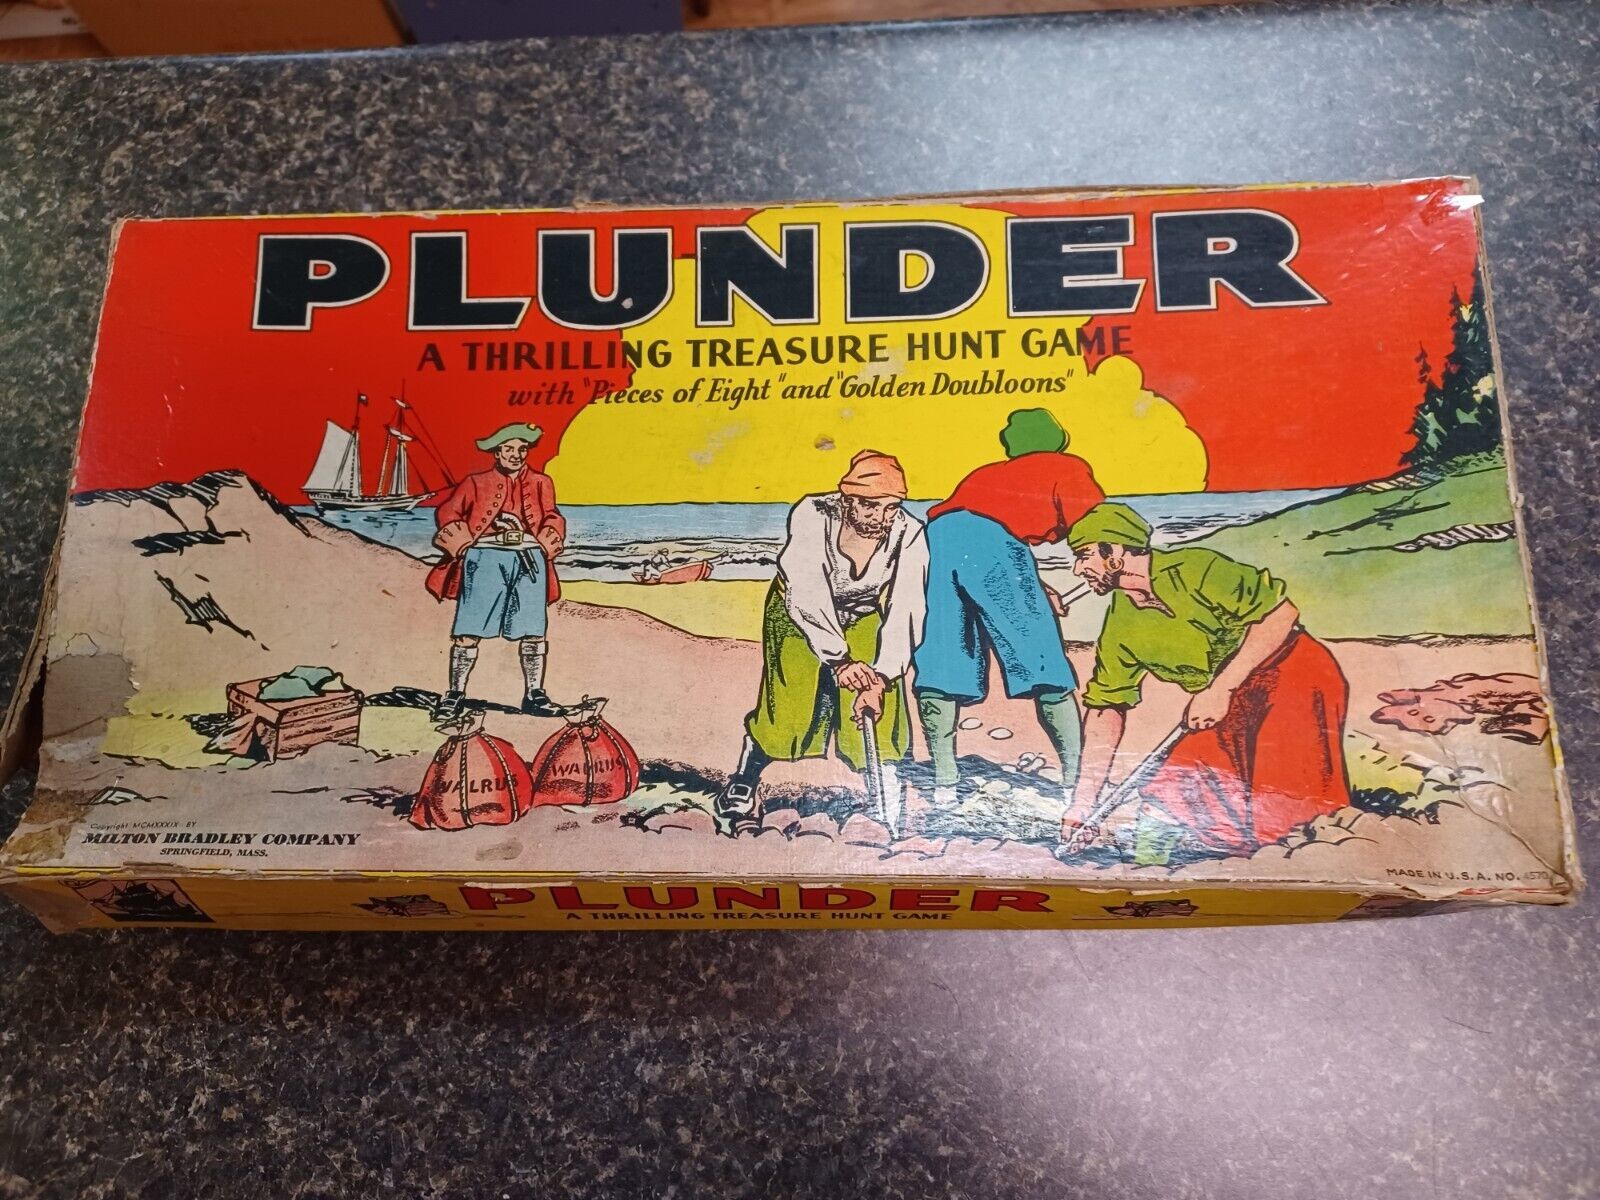 PLUNDER
A THRILLING TREASURE HUNT GAME
with "Pieces of Eight" and "Golden Doubloons"
WALRUS
WALRUS
Copyright MCMXXXIX BY
MILTON BRADLEY COMPANY
SPRINGFIELD, MASS.
MADE IN U.S.A. NO. 4570
PLUNDER
A THRILLING TREASURE HUNT GAME